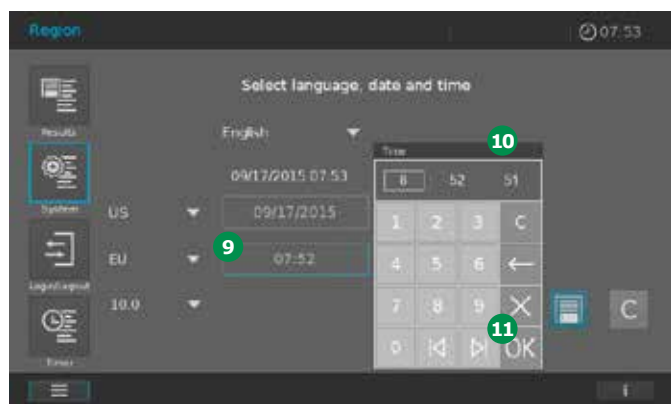 Region
07:53
Select language, date and time
Results
English
Time
10
09/17/2015 07:53
8 52 51
System
US
09/17/2015
1 2 3 C
9
EU
07:52
4 5 6 ←
Login/Logout
10.0
7 8 9 X
C
11
0 OK
Timer
i